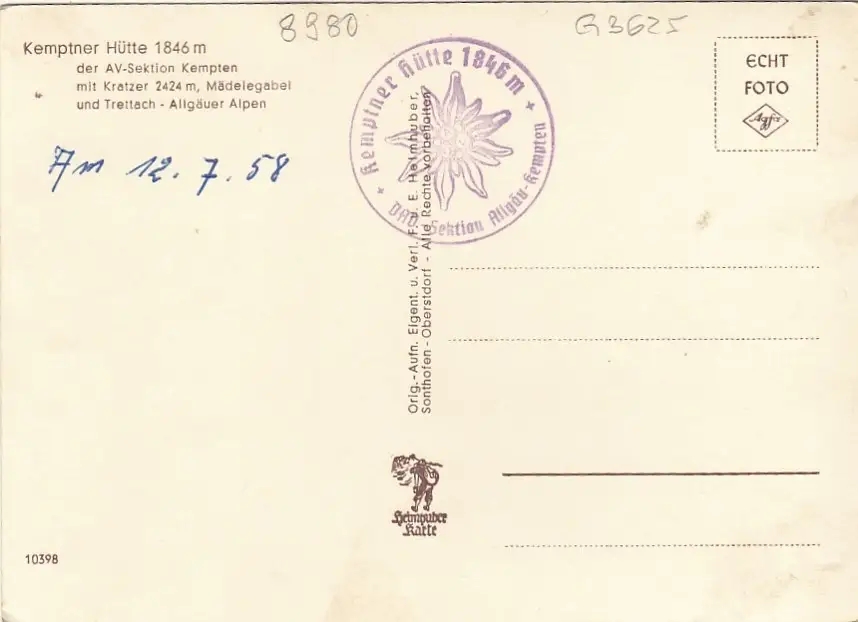 8980
G3625
Kemptner Hütte 1846 m
der AV-Sektion Kempten
mit Kratzer 2424 m, Mädelegabel
und Trettach - Allgäuer Alpen
Am 12.7.58
Kemptner Hütte 1846 m
DAV. Sektion Allgäu-Kempten
ECHT
FOTO
Agfa
Orig.-Aufn. Eigent. u. Verl. F. u. E. Heimhuber,
Sonthofen - Oberstdorf - Alle Rechte vorbehalten
Heimhuber
Karte
10398